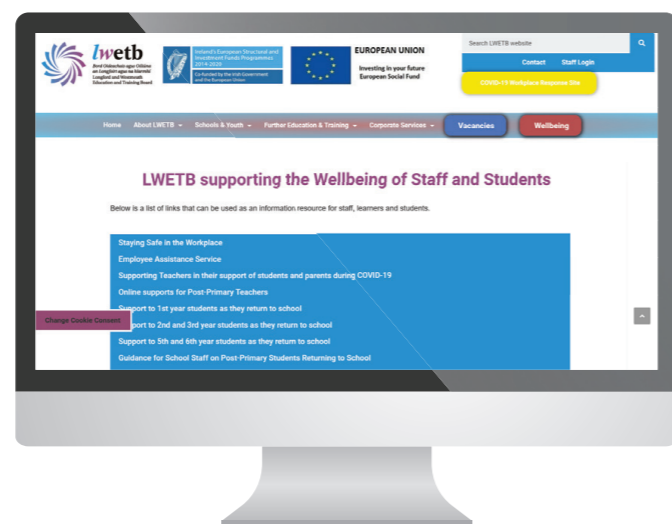 lwetb
Bord Oideachais agus Oiliúna
an Longfoirt agus na hIarmhí
Longford and Westmeath
Education and Training Board
Ireland's European Structural and
Investment Funds Programmes
2014-2020
Co-funded by the Irish Government
and the European Union
EUROPEAN UNION
Investing in your future
European Social Fund
Search LWETB website
Contact Staff Login
COVID-19 Workplace Response Site
Home About LWETB Schools & Youth Further Education & Training Corporate Services Vacancies Wellbeing
LWETB supporting the Wellbeing of Staff and Students
Below is a list of links that can be used as an information resource for staff, learners and students.
Staying Safe in the Workplace
Employee Assistance Service
Supporting Teachers in their support of students and parents during COVID-19
Online supports for Post-Primary Teachers
Support to 1st year students as they return to school
Change Cookie Consent
port to 2nd and 3rd year students as they return to school
Support to 5th and 6th year students as they return to school
Guidance for School Staff on Post-Primary Students Returning to School